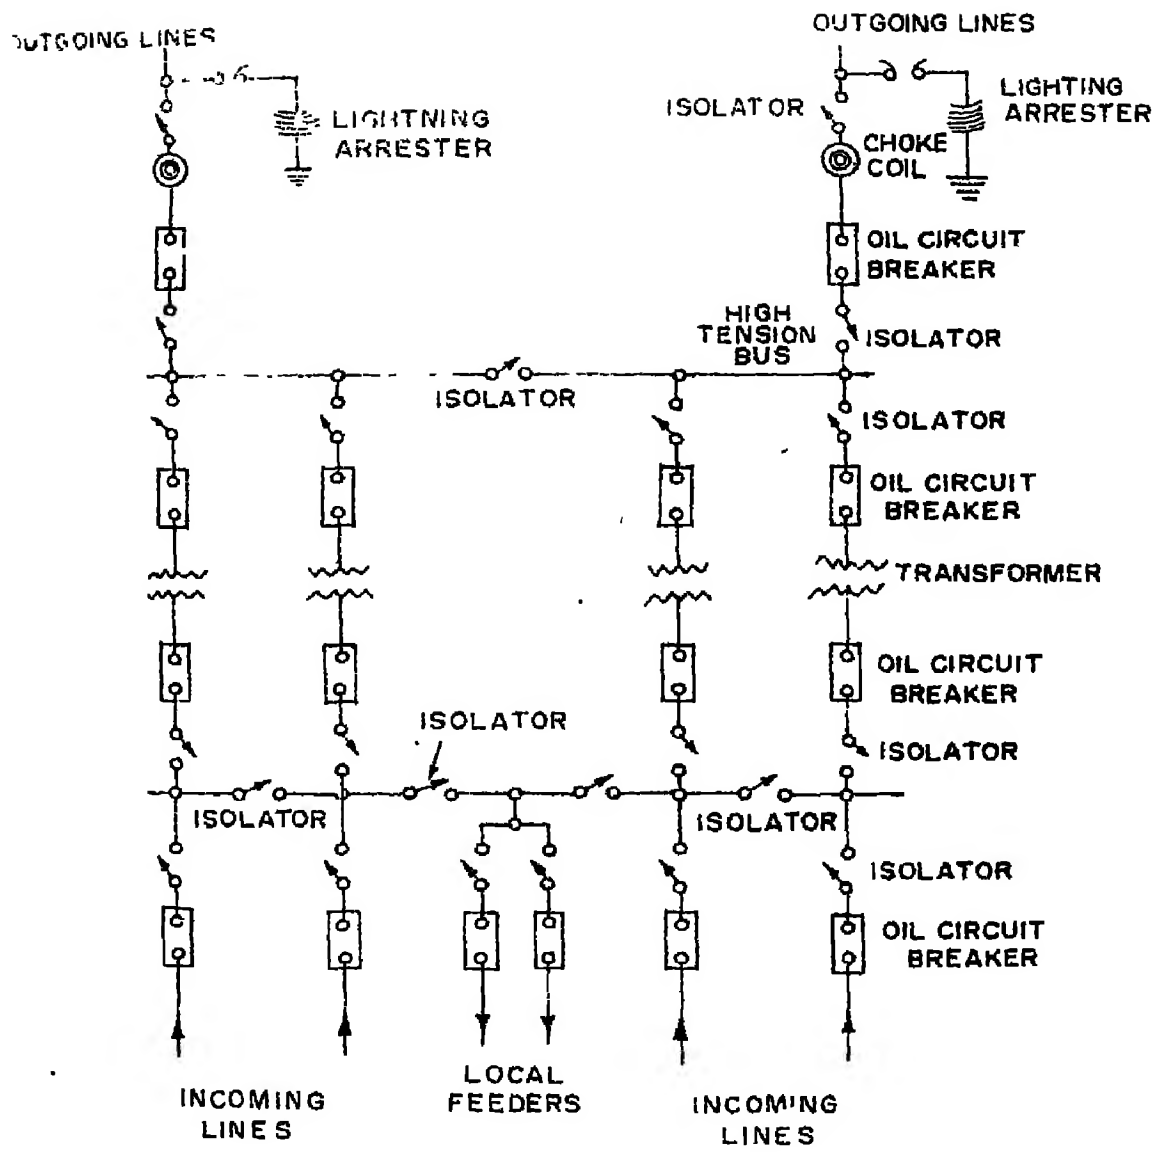 OUTGOING LINES
OUTGOING LINES
LIGHTNING
ARRESTER
ISOLATOR
LIGHTING
ARRESTER
CHOKE
COIL
OIL CIRCUIT
BREAKER
HIGH
TENSION
BUS
ISOLATOR
ISOLATOR
ISOLATOR
OIL CIRCUIT
BREAKER
TRANSFORMER
OIL CIRCUIT
BREAKER
ISOLATOR
ISOLATOR
ISOLATOR
ISOLATOR
ISOLATOR
OIL CIRCUIT
BREAKER
INCOMING
LINES
LOCAL
FEEDERS
INCOMING
LINES